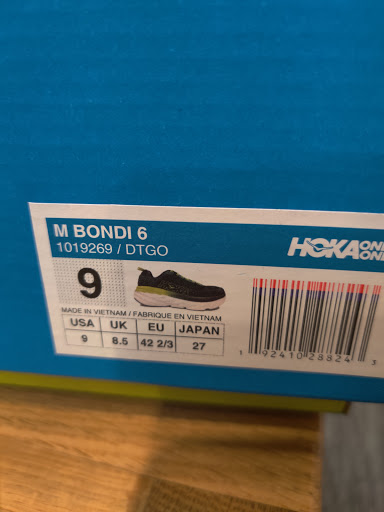 M BONDI 6
1019269 / DTGO
HOKA ONE ONE
9
MADE IN VIETNAM / FABRIQUE EN VIETNAM
USA UK EU JAPAN
9 8.5 42 2/3 27
1 92410 28824 3